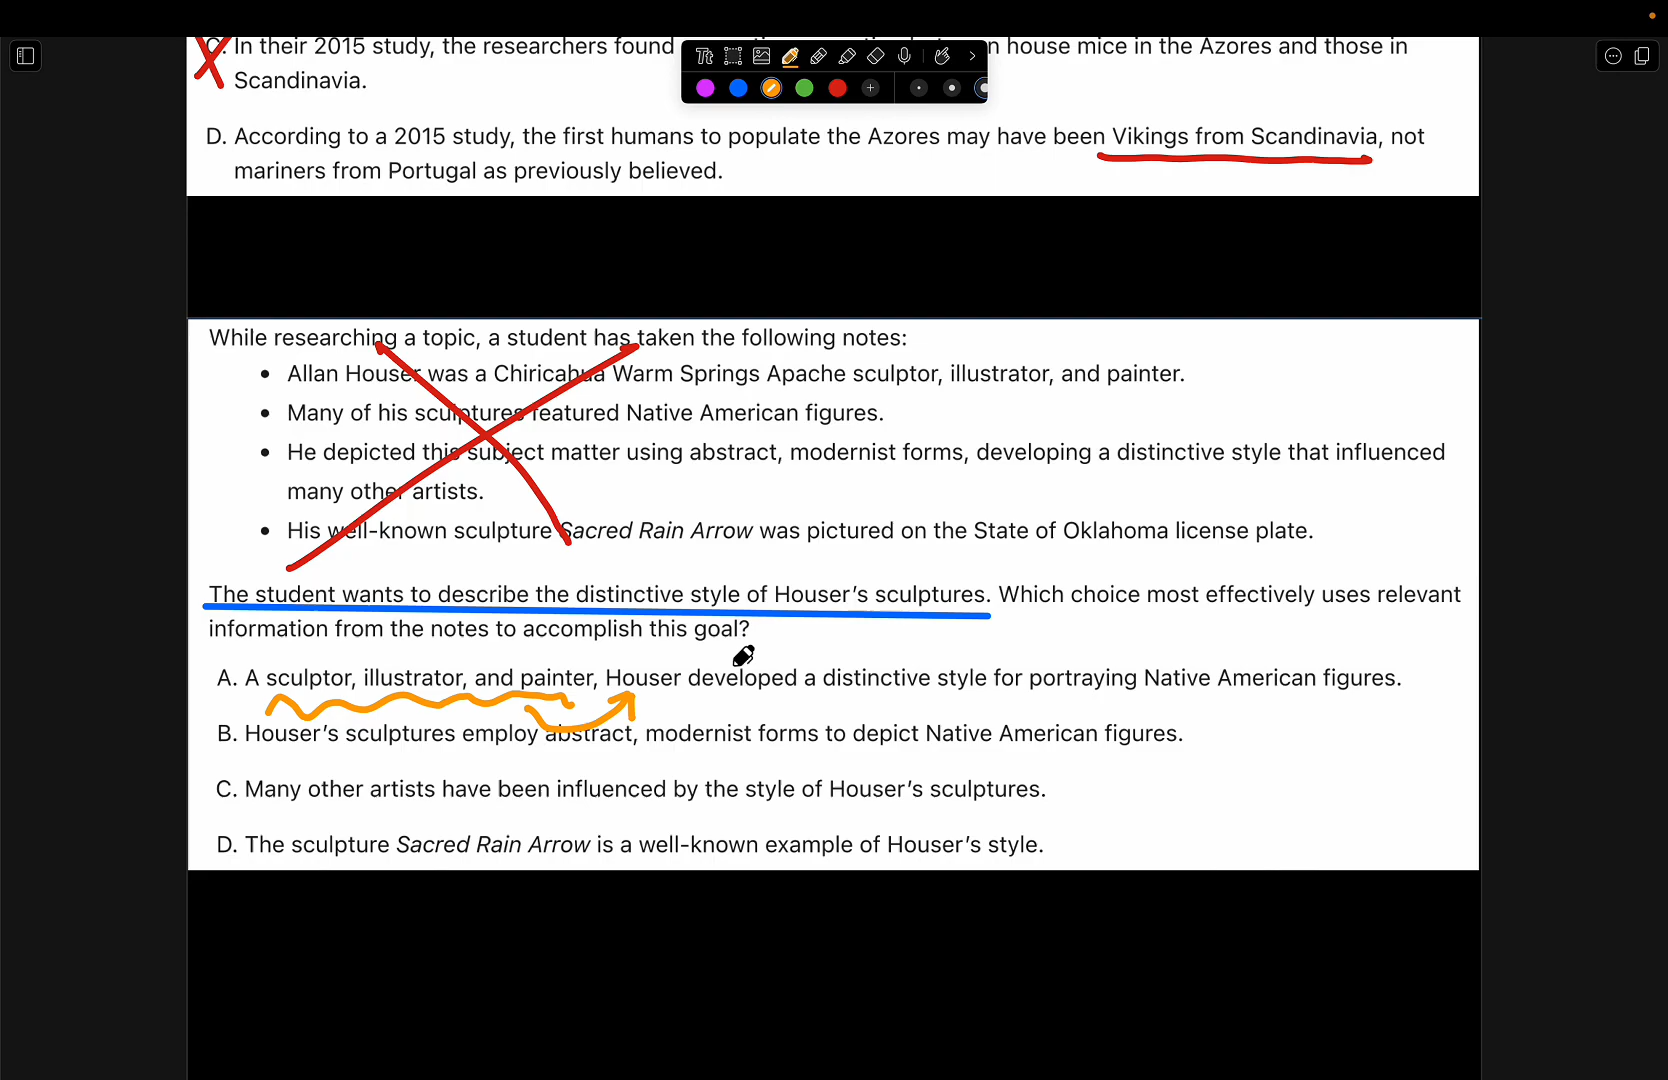 C. In their 2015 study, the researchers found house mice in the Azores and those in
Scandinavia.
D. According to a 2015 study, the first humans to populate the Azores may have been Vikings from Scandinavia, not
mariners from Portugal as previously believed.
While researching a topic, a student has taken the following notes:
• Allan Houser was a Chiricahua Warm Springs Apache sculptor, illustrator, and painter.
• Many of his sculptures featured Native American figures.
• He depicted this subject matter using abstract, modernist forms, developing a distinctive style that influenced
many other artists.
• His well-known sculpture Sacred Rain Arrow was pictured on the State of Oklahoma license plate.
The student wants to describe the distinctive style of Houser’s sculptures. Which choice most effectively uses relevant
information from the notes to accomplish this goal?
A. A sculptor, illustrator, and painter, Houser developed a distinctive style for portraying Native American figures.
B. Houser’s sculptures employ abstract, modernist forms to depict Native American figures.
C. Many other artists have been influenced by the style of Houser’s sculptures.
D. The sculpture Sacred Rain Arrow is a well-known example of Houser’s style.